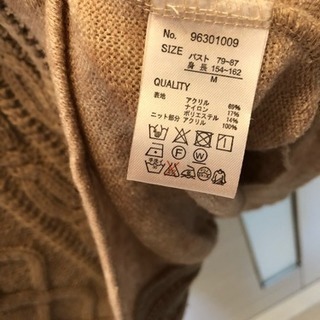 No. 96301009
SIZE バスト 79~87
身長 154~162
M
QUALITY
表地 アクリル 69%
ナイロン 17%
ポリエステル 14%
ニット部分 アクリル 100%